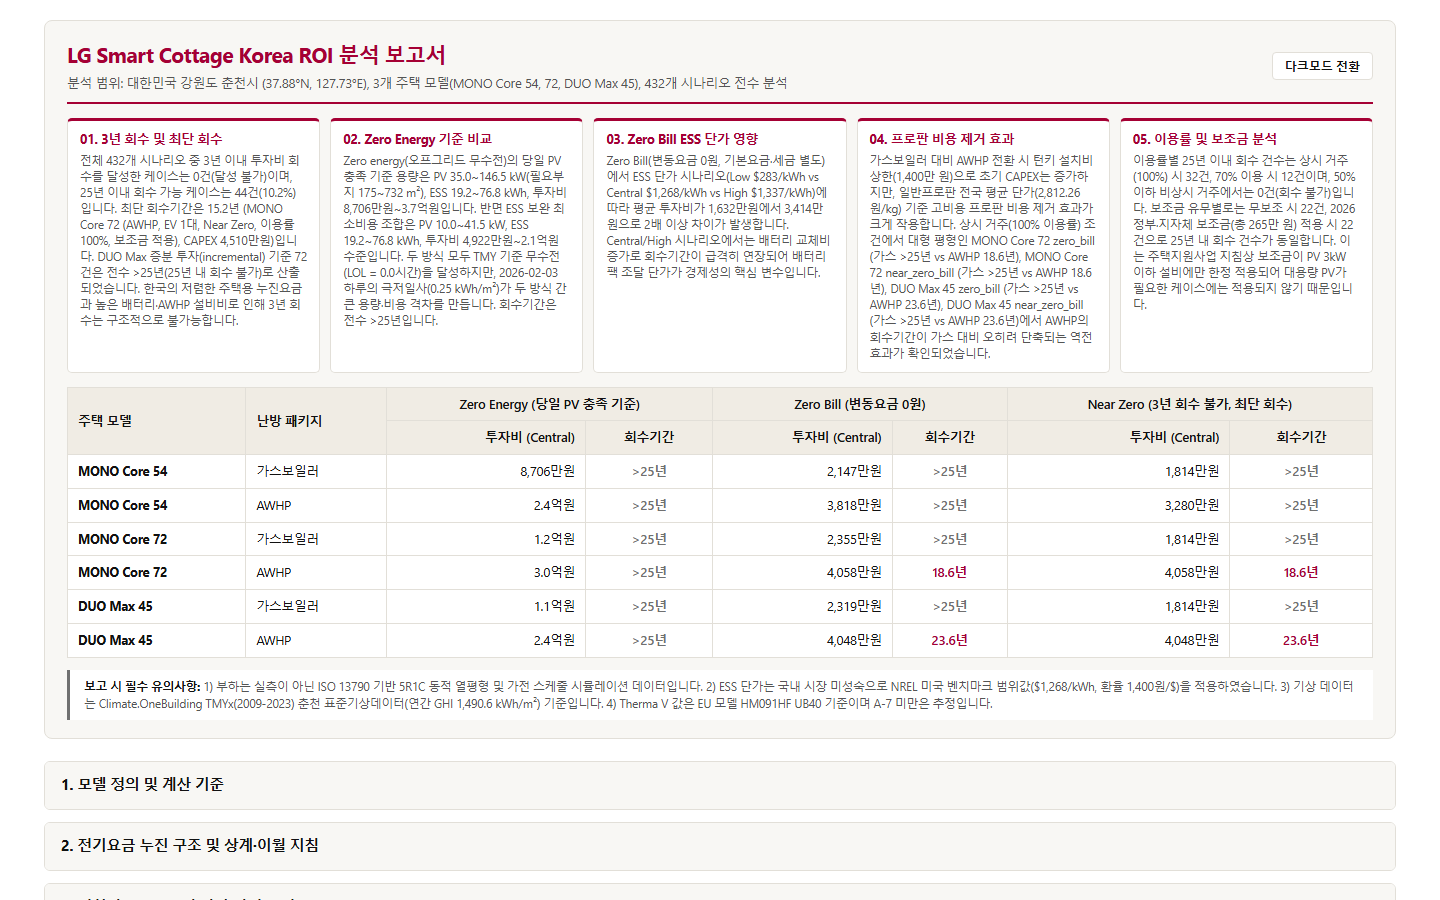 LG Smart Cottage Korea ROI 분석 보고서
분석 범위: 대한민국 강원도 춘천시 (37.88°N, 127.73°E), 3개 주택 모델(MONO Core 54, 72, DUO Max 45), 432개 시나리오 전수 분석
다크모드 전환
01. 3년 회수 및 최단 회수
전체 432개 시나리오 중 3년 이내 투자비 회
수를 달성한 케이스는 0건(달성 불가)이며,
25년 이내 회수 가능 케이스는 44건(10.2%)
입니다. 최단 회수기간은 15.2년 (MONO
Core 72 (AWHP, EV 1대, Near Zero, 이용률
100%, 보조금 적용), CAPEX 4,510만원)입니
다. DUO Max 증분 투자(incremental) 기준 72
건은 전수 >25년(25년 내 회수 불가)로 산출
되었습니다. 한국의 저렴한 주택용 누진요금
과 높은 배터리·AWHP 설비비로 인해 3년 회
수는 구조적으로 불가능합니다.
02. Zero Energy 기준 비교
Zero energy(오프그리드 무수전)의 당일 PV
충족 기준 용량은 PV 35.0~146.5 kW(필요부
지 175~732 m²), ESS 19.2~76.8 kWh, 투자비
8,706만원~3.7억원입니다. 반면 ESS 보완 최
소비용 조합은 PV 10.0~41.5 kW, ESS
19.2~76.8 kWh, 투자비 4,922만원~2.1억원
수준입니다. 두 방식 모두 TMY 기준 무수전
(LOL = 0.0시간)을 달성하지만, 2026-02-03
하루의 극저일사(0.25 kWh/m²)가 두 방식 간
큰 용량·비용 격차를 만듭니다. 회수기간은
전수 >25년입니다.
03. Zero Bill ESS 단가 영향
Zero Bill(변동요금 0원, 기본요금·세금 별도)
에서 ESS 단가 시나리오(Low $283/kWh vs
Central $1,268/kWh vs High $1,337/kWh)에
따라 평균 투자비가 1,632만원에서 3,414만
원으로 2배 이상 차이가 발생합니다.
Central/High 시나리오에서는 배터리 교체비
증가로 회수기간이 급격히 연장되어 배터리
팩 조달 단가가 경제성의 핵심 변수입니다.
04. 프로판 비용 제거 효과
가스보일러 대비 AWHP 전환 시 턴키 설치비
상한(1,400만 원)으로 초기 CAPEX는 증가하
지만, 일반프로판 전국 평균 단가(2,812.26
원/kg) 기준 고비용 프로판 비용 제거 효과가
크게 작용합니다. 상시 거주(100% 이용률) 조
건에서 대형 평형인 MONO Core 72 zero_bill
(가스 >25년 vs AWHP 18.6년), MONO Core
72 near_zero_bill (가스 >25년 vs AWHP 18.6
년), DUO Max 45 zero_bill (가스 >25년 vs
AWHP 23.6년), DUO Max 45 near_zero_bill
(가스 >25년 vs AWHP 23.6년)에서 AWHP의
회수기간이 가스 대비 오히려 단축되는 역전
효과가 확인되었습니다.
05. 이용률 및 보조금 분석
이용률별 25년 이내 회수 건수는 상시 거주
(100%) 시 32건, 70% 이용 시 12건이며, 50%
이하 비상시 거주에서는 0건(회수 불가)입니
다. 보조금 유무별로는 무보조 시 22건, 2026
정부·지자체 보조금(총 265만 원) 적용 시 22
건으로 25년 내 회수 건수가 동일합니다. 이
는 주택지원사업 지침상 보조금이 PV 3kW
이하 설비에만 한정 적용되어 대용량 PV가
필요한 케이스에는 적용되지 않기 때문입니
다.
주택 모델 난방 패키지 Zero Energy (당일 PV 충족 기준) Zero Bill (변동요금 0원) Near Zero (3년 회수 불가, 최단 회수)
투자비 (Central) 회수기간 투자비 (Central) 회수기간 투자비 (Central) 회수기간
MONO Core 54 가스보일러 8,706만원 >25년 2,147만원 >25년 1,814만원 >25년
MONO Core 54 AWHP 2.4억원 >25년 3,818만원 >25년 3,280만원 >25년
MONO Core 72 가스보일러 1.2억원 >25년 2,355만원 >25년 1,814만원 >25년
MONO Core 72 AWHP 3.0억원 >25년 4,058만원 18.6년 4,058만원 18.6년
DUO Max 45 가스보일러 1.1억원 >25년 2,319만원 >25년 1,814만원 >25년
DUO Max 45 AWHP 2.4억원 >25년 4,048만원 23.6년 4,048만원 23.6년
보고 시 필수 유의사항: 1) 부하는 실측이 아닌 ISO 13790 기반 5R1C 동적 열평형 및 가전 스케줄 시뮬레이션 데이터입니다. 2) ESS 단가는 국내 시장 미성숙으로 NREL 미국 벤치마크 범위값($1,268/kWh, 환율 1,400원/$)을 적용하였습니다. 3) 기상 데이터
는 Climate.OneBuilding TMYx(2009-2023) 춘천 표준기상데이터(연간 GHI 1,490.6 kWh/m²) 기준입니다. 4) Therma V 값은 EU 모델 HM091HF UB40 기준이며 A-7 미만은 추정입니다.
1. 모델 정의 및 계산 기준
2. 전기요금 누진 구조 및 상계·이월 지침